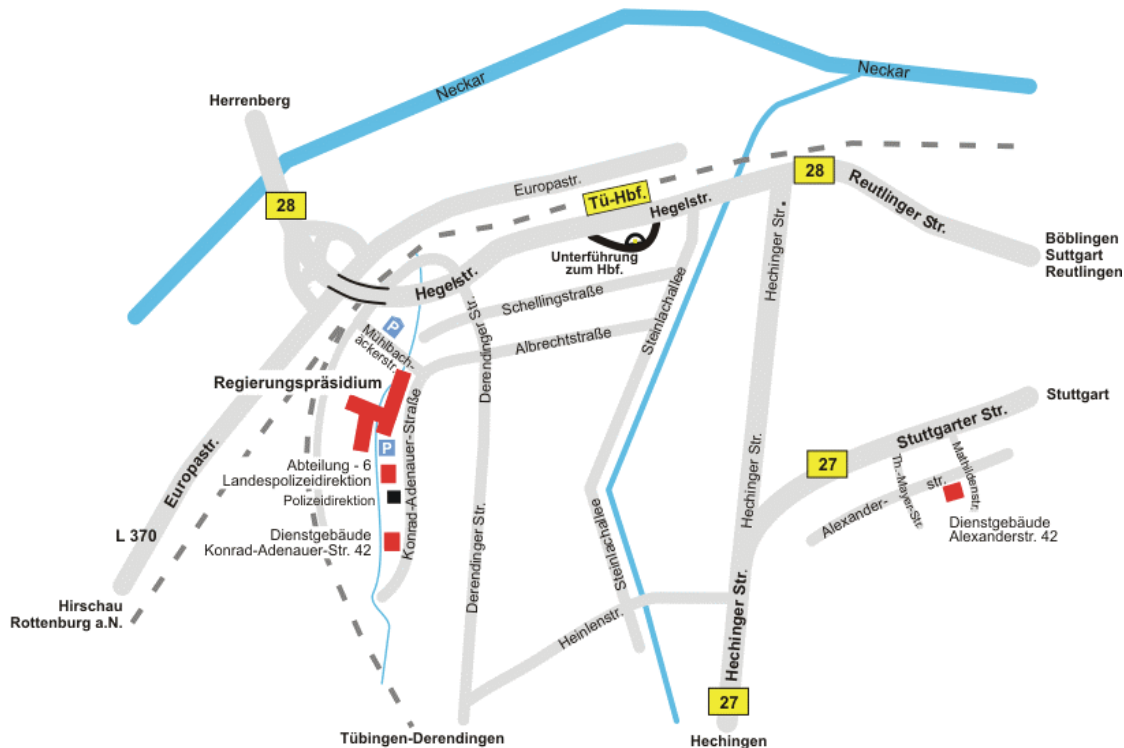 Neckar
Neckar
Herrenberg
28
Europastr.
Tü-Hbf.
Hegelstr.
28
Reutlinger Str.
Böblingen
Suttgart
Reutlingen
Unterführung
zum Hbf.
Hegelstr.
Schellingstraße
Hechinger Str.
P
Mühlbach-
äckerstr.
Derendinger Str.
Albrechtstraße
Steinlachallee
Regierungspräsidium
Konrad-Adenauer-Straße
P
Abteilung - 6
Landespolizeidirektion
Polizeidirektion
Dienstgebäude
Konrad-Adenauer-Str. 42
Europastr.
L 370
Hirschau
Rottenburg a.N.
Derendinger Str.
Steinlachallee
Heinlenstr.
Hechinger Str.
Hechinger Str.
Stuttgart
Stuttgarter Str.
27
Alexander-
str.
Th.-Mayer-Str.
Mathildenstr.
Dienstgebäude
Alexanderstr. 42
27
Tübingen-Derendingen
Hechingen